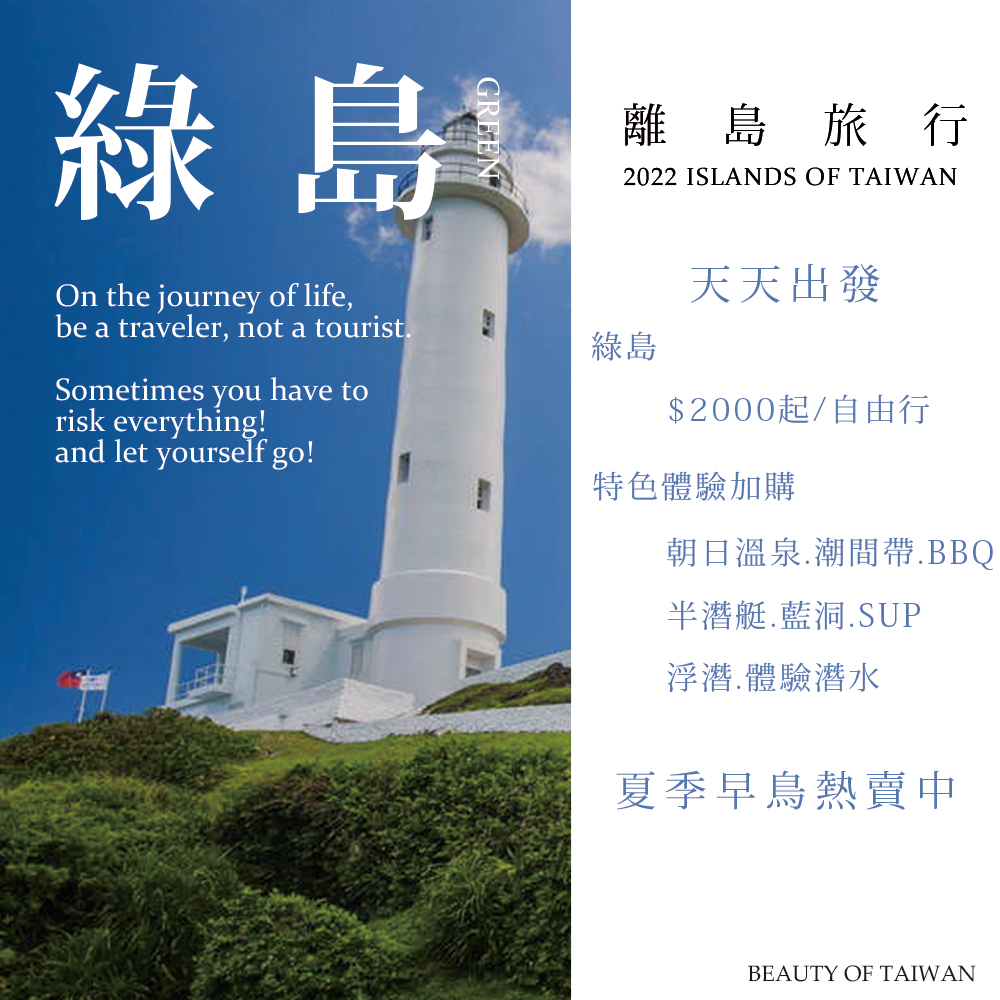 綠島
GREEN
On the journey of life,
be a traveler, not a tourist.
Sometimes you have to
risk everything!
and let yourself go!
離島旅行
2022 ISLANDS OF TAIWAN
天天出發
綠島
$2000起/自由行
特色體驗加購
朝日溫泉.潮間帶.BBQ
半潛艇.藍洞.SUP
浮潛.體驗潛水
夏季早鳥熱賣中
BEAUTY OF TAIWAN